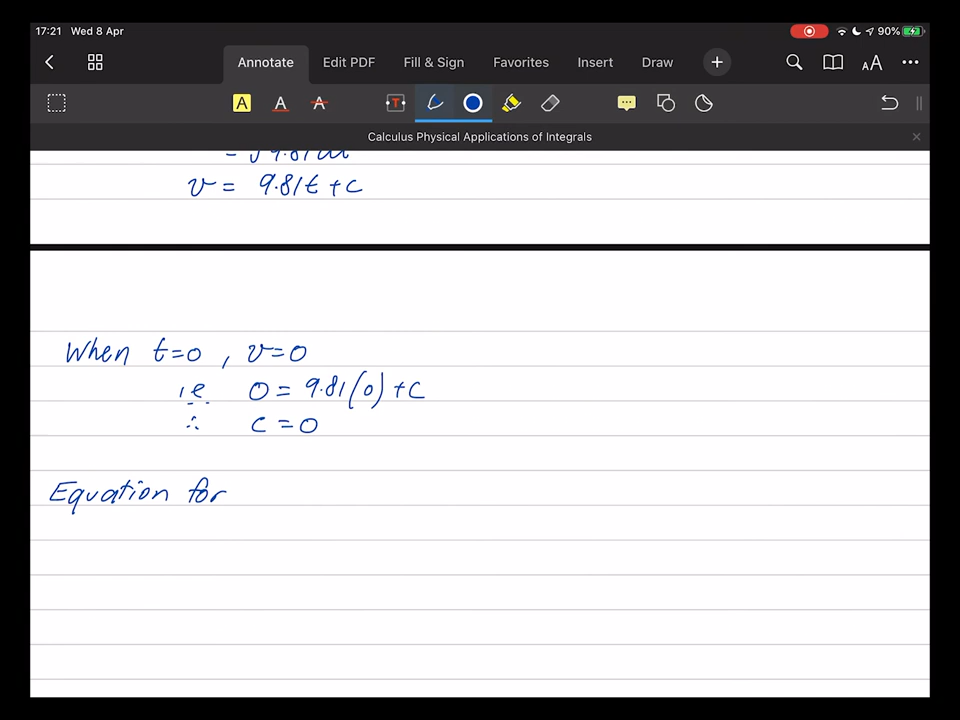 17:21 Wed 8 Apr 90%
Annotate Edit PDF Fill & Sign Favorites Insert Draw + AA
A A A T
Calculus Physical Applications of Integrals ×
v = 9.81t + c
When t=0, v=0
i.e 0 = 9.81(0) + c
∴ c = 0
Equation for